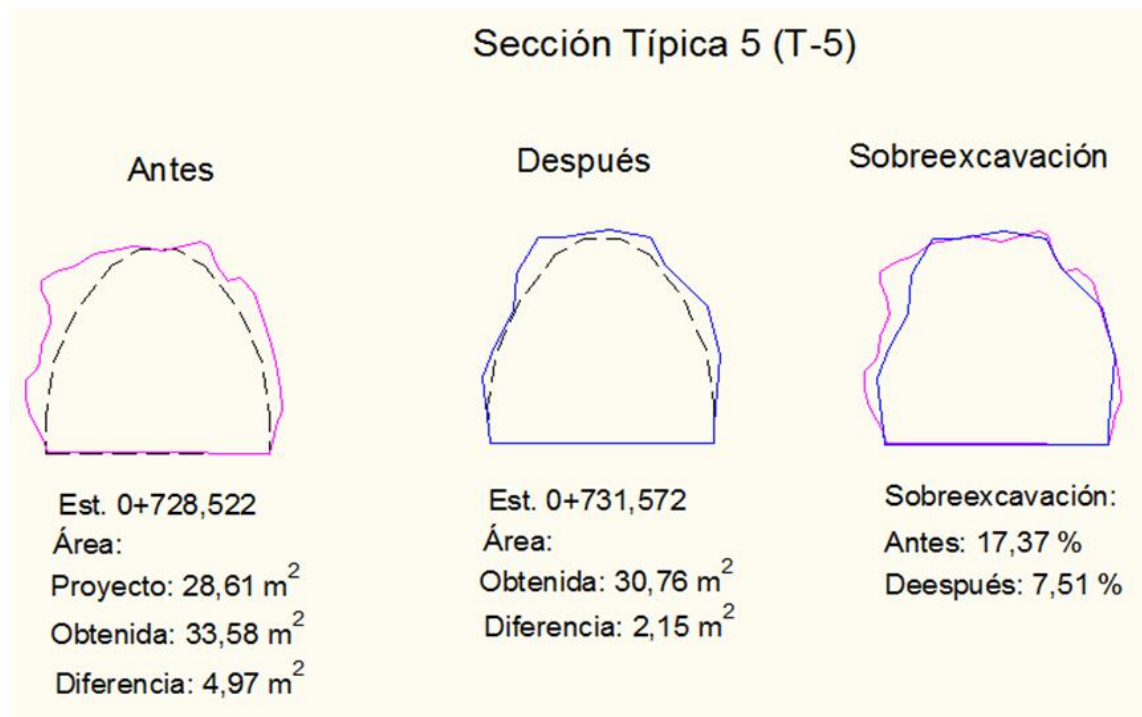 Sección Típica 5 (T-5)
Antes
Est. 0+728,522
Área:
Proyecto: 28,61 m²
Obtenida: 33,58 m²
Diferencia: 4,97 m²
Después
Est. 0+731,572
Área:
Obtenida: 30,76 m²
Diferencia: 2,15 m²
Sobreexcavación
Sobreexcavación:
Antes: 17,37 %
Deespués: 7,51 %